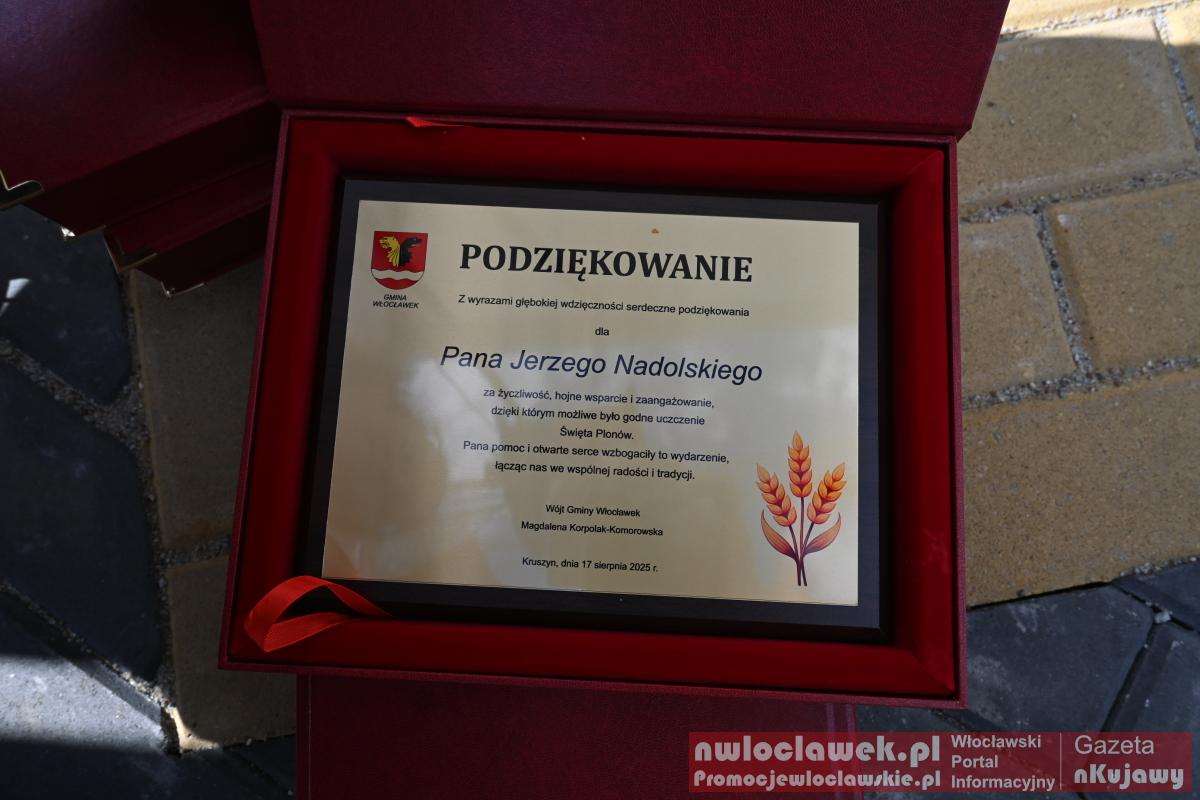 PODZIĘKOWANIE
GMINA
WŁOCŁAWEK
Z wyrazami głębokiej wdzięczności serdeczne podziękowania
dla
Pana Jerzego Nadolskiego
za życzliwość, hojne wsparcie i zaangażowanie,
dzięki którym możliwe było godne uczczenie
Święta Plonów.
Pana pomoc i otwarte serce wzbogaciły to wydarzenie,
łącząc nas we wspólnej radości i tradycji.
Wójt Gminy Włocławek
Magdalena Korpolak-Komorowska
Kruszyn, dnia 17 sierpnia 2025 r.
nwloclawek.pl
Promocjewloclawskie.pl
Włocławski
Portal
Informacyjny
Gazeta
nKujawy